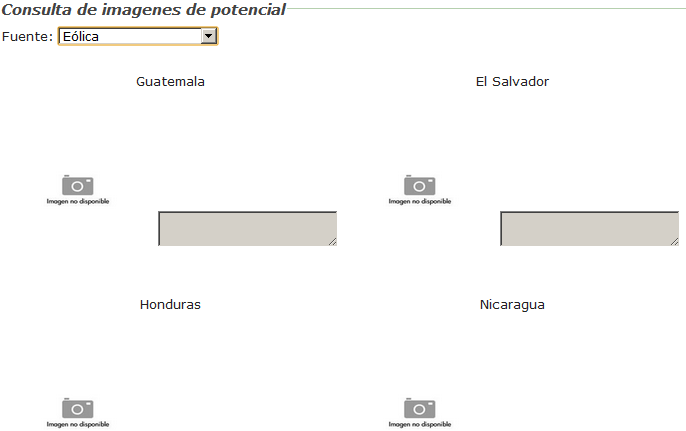 Consulta de imagenes de potencial
Fuente: Eólica
Guatemala
El Salvador
Imagen no disponible
Imagen no disponible
Honduras
Nicaragua
Imagen no disponible
Imagen no disponible